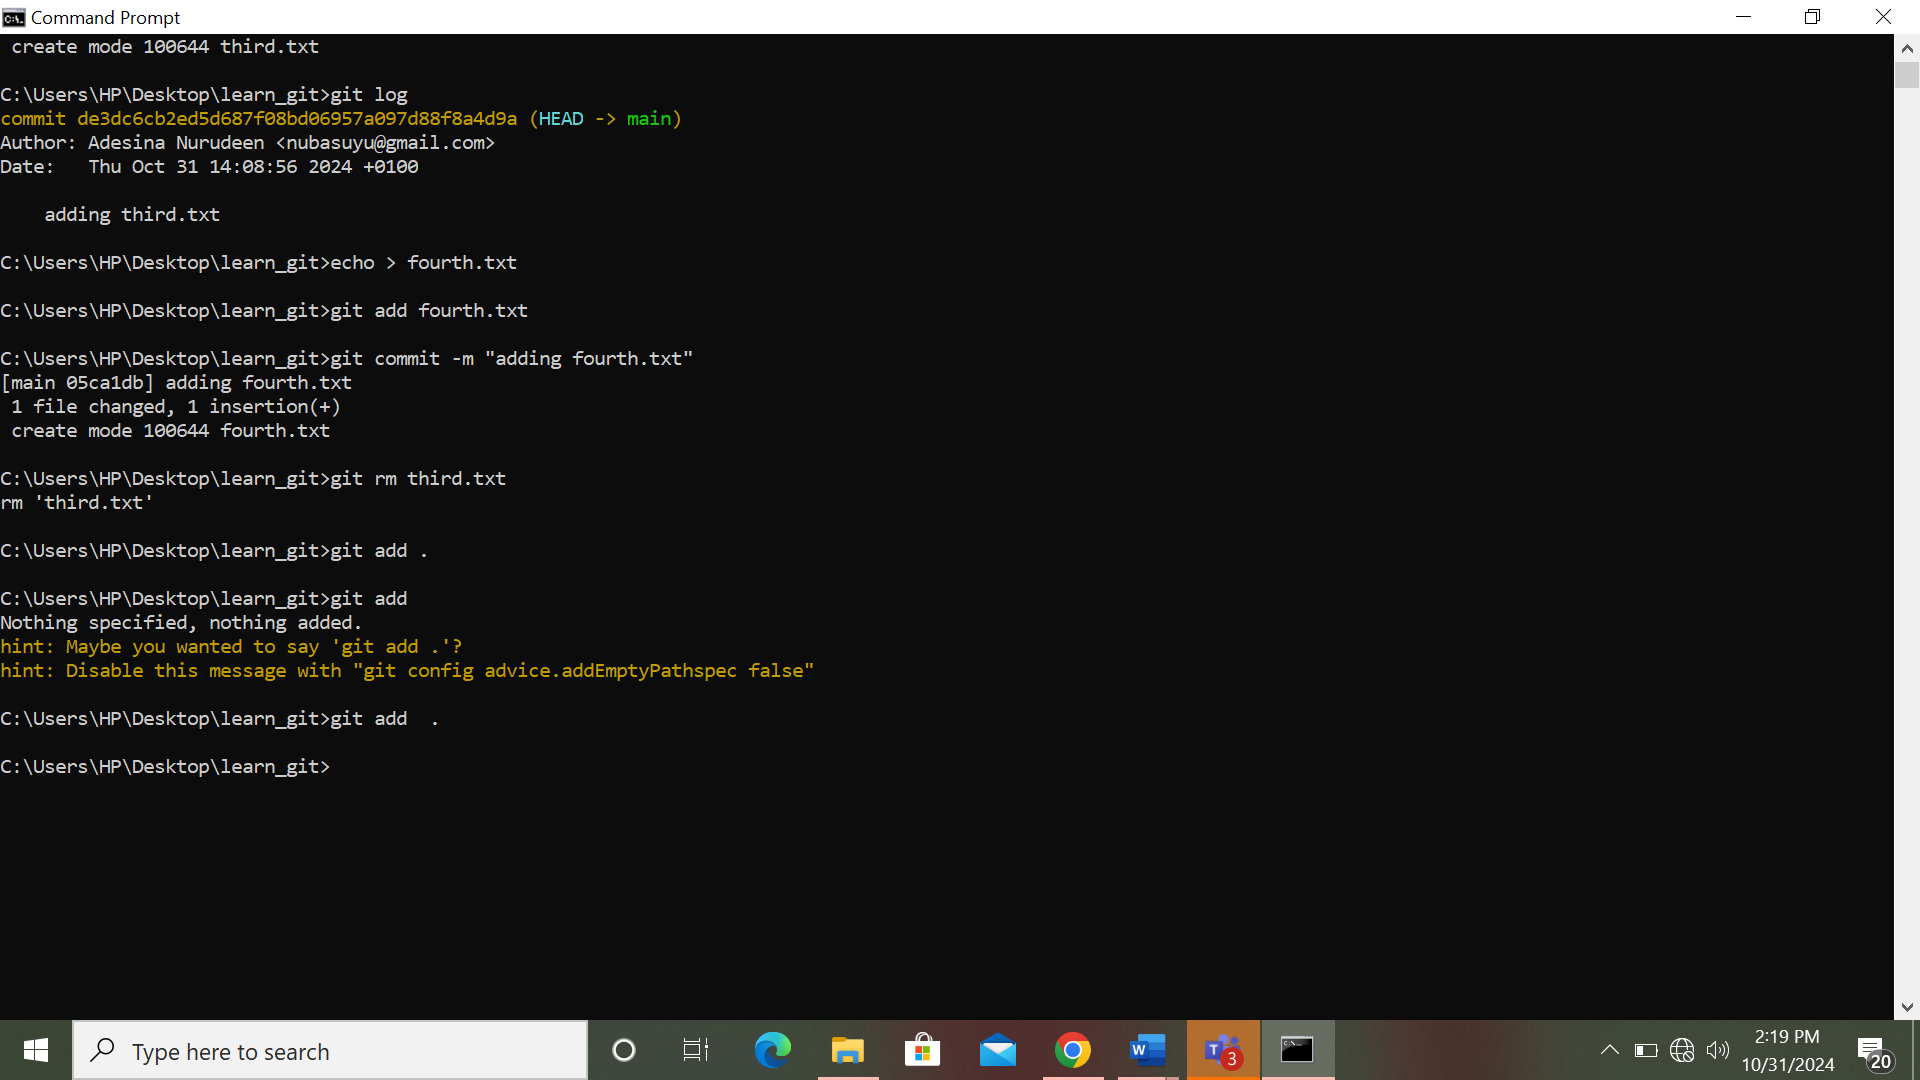 Command Prompt
 create mode 100644 third.txt
C:\Users\HP\Desktop\learn_git>git log
commit de3dc6cb2ed5d687f08bd06957a097d88f8a4d9a (HEAD -> main)
Author: Adesina Nurudeen <nubasuyu@gmail.com>
Date:   Thu Oct 31 14:08:56 2024 +0100
    adding third.txt
C:\Users\HP\Desktop\learn_git>echo > fourth.txt
C:\Users\HP\Desktop\learn_git>git add fourth.txt
C:\Users\HP\Desktop\learn_git>git commit -m "adding fourth.txt"
[main 05ca1db] adding fourth.txt
 1 file changed, 1 insertion(+)
 create mode 100644 fourth.txt
C:\Users\HP\Desktop\learn_git>git rm third.txt
rm 'third.txt'
C:\Users\HP\Desktop\learn_git>git add .
C:\Users\HP\Desktop\learn_git>git add
Nothing specified, nothing added.
hint: Maybe you wanted to say 'git add .'?
hint: Disable this message with "git config advice.addEmptyPathspec false"
C:\Users\HP\Desktop\learn_git>git add  .
C:\Users\HP\Desktop\learn_git>
Type here to search
W
T
3
2:19 PM
10/31/2024
20